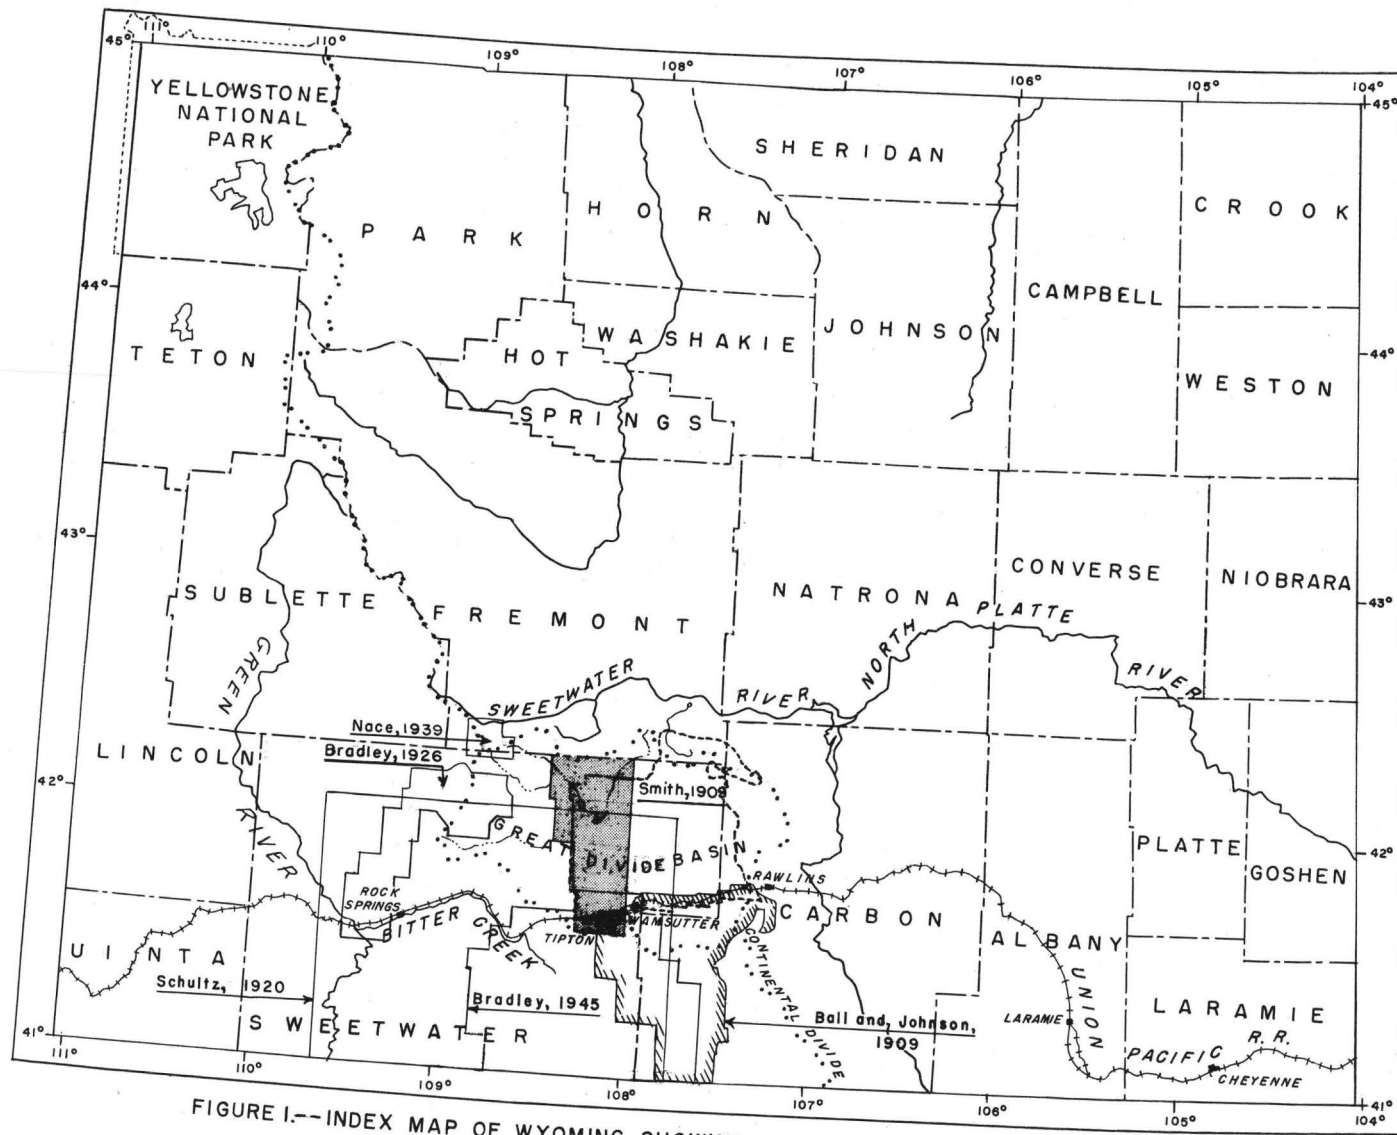 111°
110°
109°
108°
107°
106°
105°
104°
45°
45°
YELLOWSTONE
NATIONAL
PARK
SHERIDAN
HORN
CROOK
PARK
44°
CAMPBELL
TETON
HOT
WASHAKIE
JOHNSON
44°
WESTON
SPRINGS
43°
CONVERSE
NIOBRARA
SUBLETTE
FREMONT
NATRONA
PLATTE
43°
GREEN
NORTH
SWEETWATER
RIVER
RIVER
Nace, 1939
Bradley, 1926
LINCOLN
42°
Smith, 1909
RIVER
GREAT
DIVIDE BASIN
PLATTE
42°
GOSHEN
ROCK
SPRINGS
RAWLINS
BITTER
CREEK
WAMSUTTER
CARBON
TIPTON
ALBANY
UINTA
CONTINENTAL DIVIDE
UNION
Schultz, 1920
Bradley, 1945
Ball and, Johnson,
1909
LARAMIE
LARAMIE
SWEETWATER
R. R.
PACIFIC
CHEYENNE
41°
41°
111°
110°
109°
108°
107°
106°
105°
104°
FIGURE I.--INDEX MAP OF WYOMING